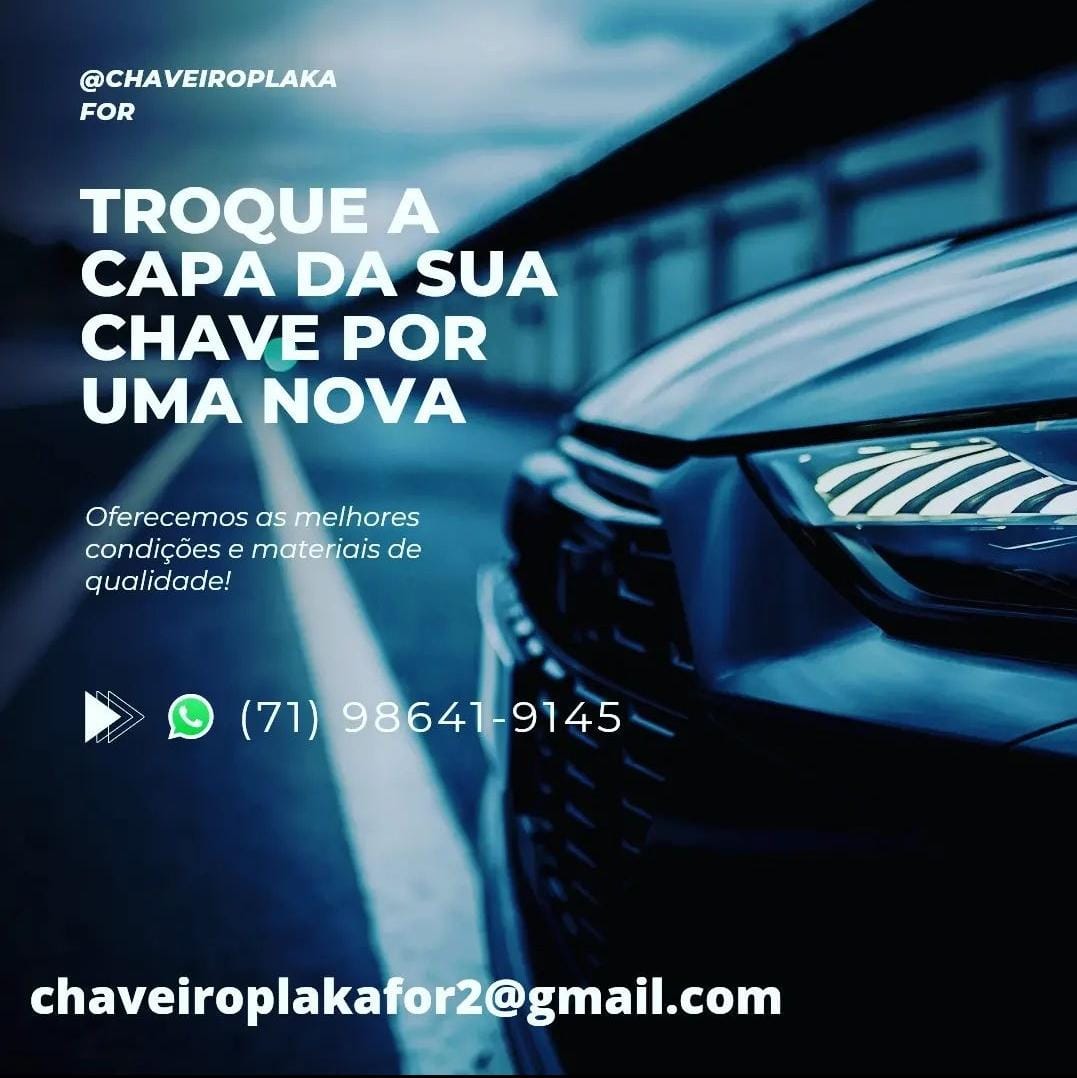 @CHAVEIROPLAKA
FOR
TROQUE A
CAPA DA SUA
CHAVE POR
UMA NOVA
Oferecemos as melhores
condições e materiais de
qualidade!
(71) 98641-9145
chaveiroplakafor2@gmail.com